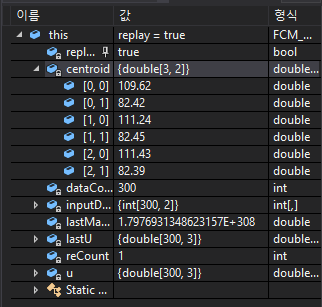 이름 값 형식
this replay = true FCM_...
repl... true bool
centroid {double[3, 2]} double...
[0, 0] 109.62 double
[0, 1] 82.42 double
[1, 0] 111.24 double
[1, 1] 82.45 double
[2, 0] 111.43 double
[2, 1] 82.39 double
dataCo... 300 int
inputD... {int[300, 2]} int[,]
lastMa... 1.7976931348623157E+308 double
lastU {double[300, 3]} double...
reCount 1 int
u {double[300, 3]} double...
Static ...